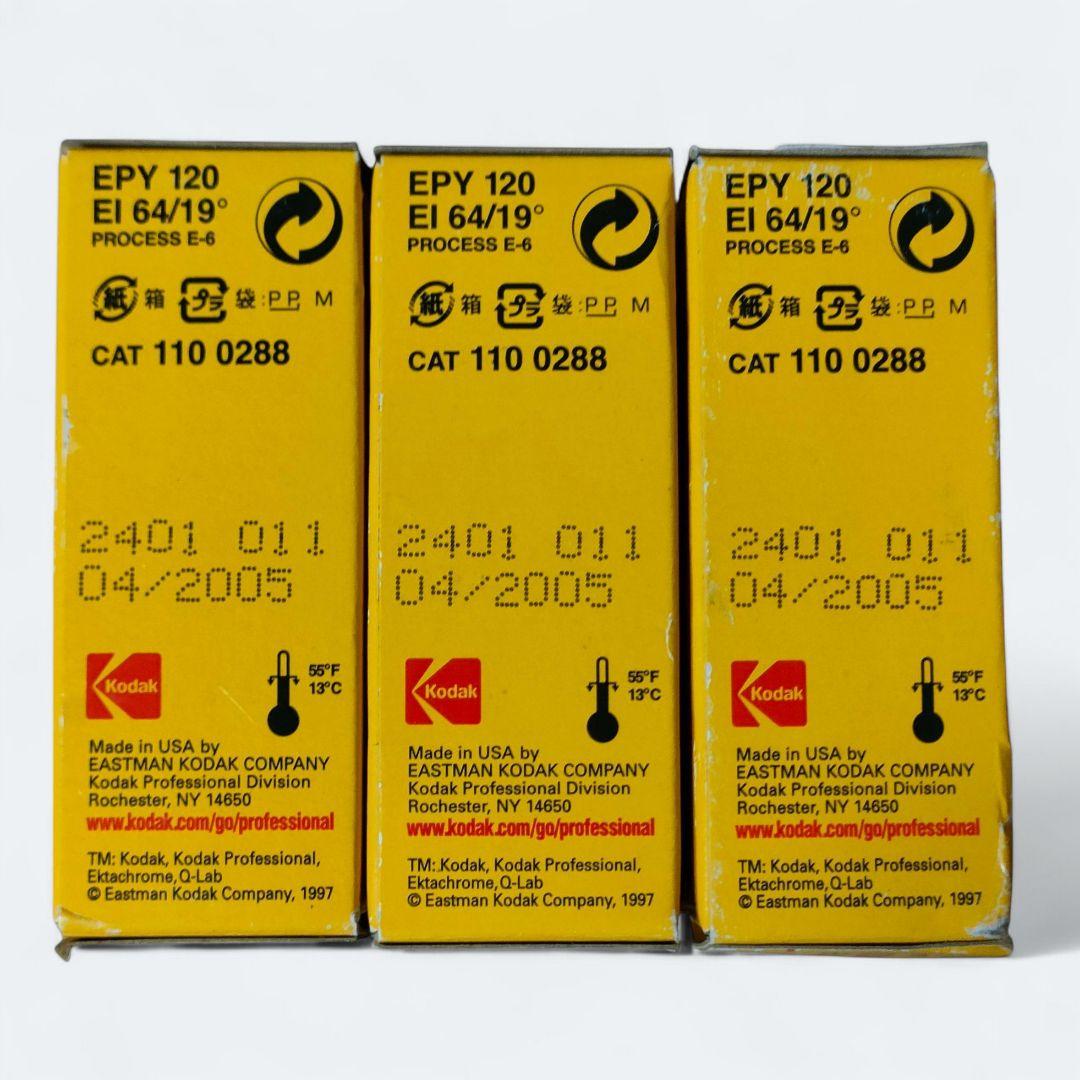 EPY 120
EI 64/19°
PROCESS E-6
紙 箱 プラ 袋:PP M
CAT 110 0288
2401 011
04/2005
Kodak
55°F
13°C
Made in USA by
EASTMAN KODAK COMPANY
Kodak Professional Division
Rochester, NY 14650
www.kodak.com/go/professional
TM: Kodak, Kodak Professional,
Ektachrome, Q-Lab
© Eastman Kodak Company, 1997
EPY 120
EI 64/19°
PROCESS E-6
紙 箱 プラ 袋:PP M
CAT 110 0288
2401 011
04/2005
Kodak
55°F
13°C
Made in USA by
EASTMAN KODAK COMPANY
Kodak Professional Division
Rochester, NY 14650
www.kodak.com/go/professional
TM: Kodak, Kodak Professional,
Ektachrome, Q-Lab
© Eastman Kodak Company, 1997
EPY 120
EI 64/19°
PROCESS E-6
紙 箱 プラ 袋:PP M
CAT 110 0288
2401 011
04/2005
Kodak
55°F
13°C
Made in USA by
EASTMAN KODAK COMPANY
Kodak Professional Division
Rochester, NY 14650
www.kodak.com/go/professional
TM: Kodak, Kodak Professional,
Ektachrome, Q-Lab
© Eastman Kodak Company, 1997